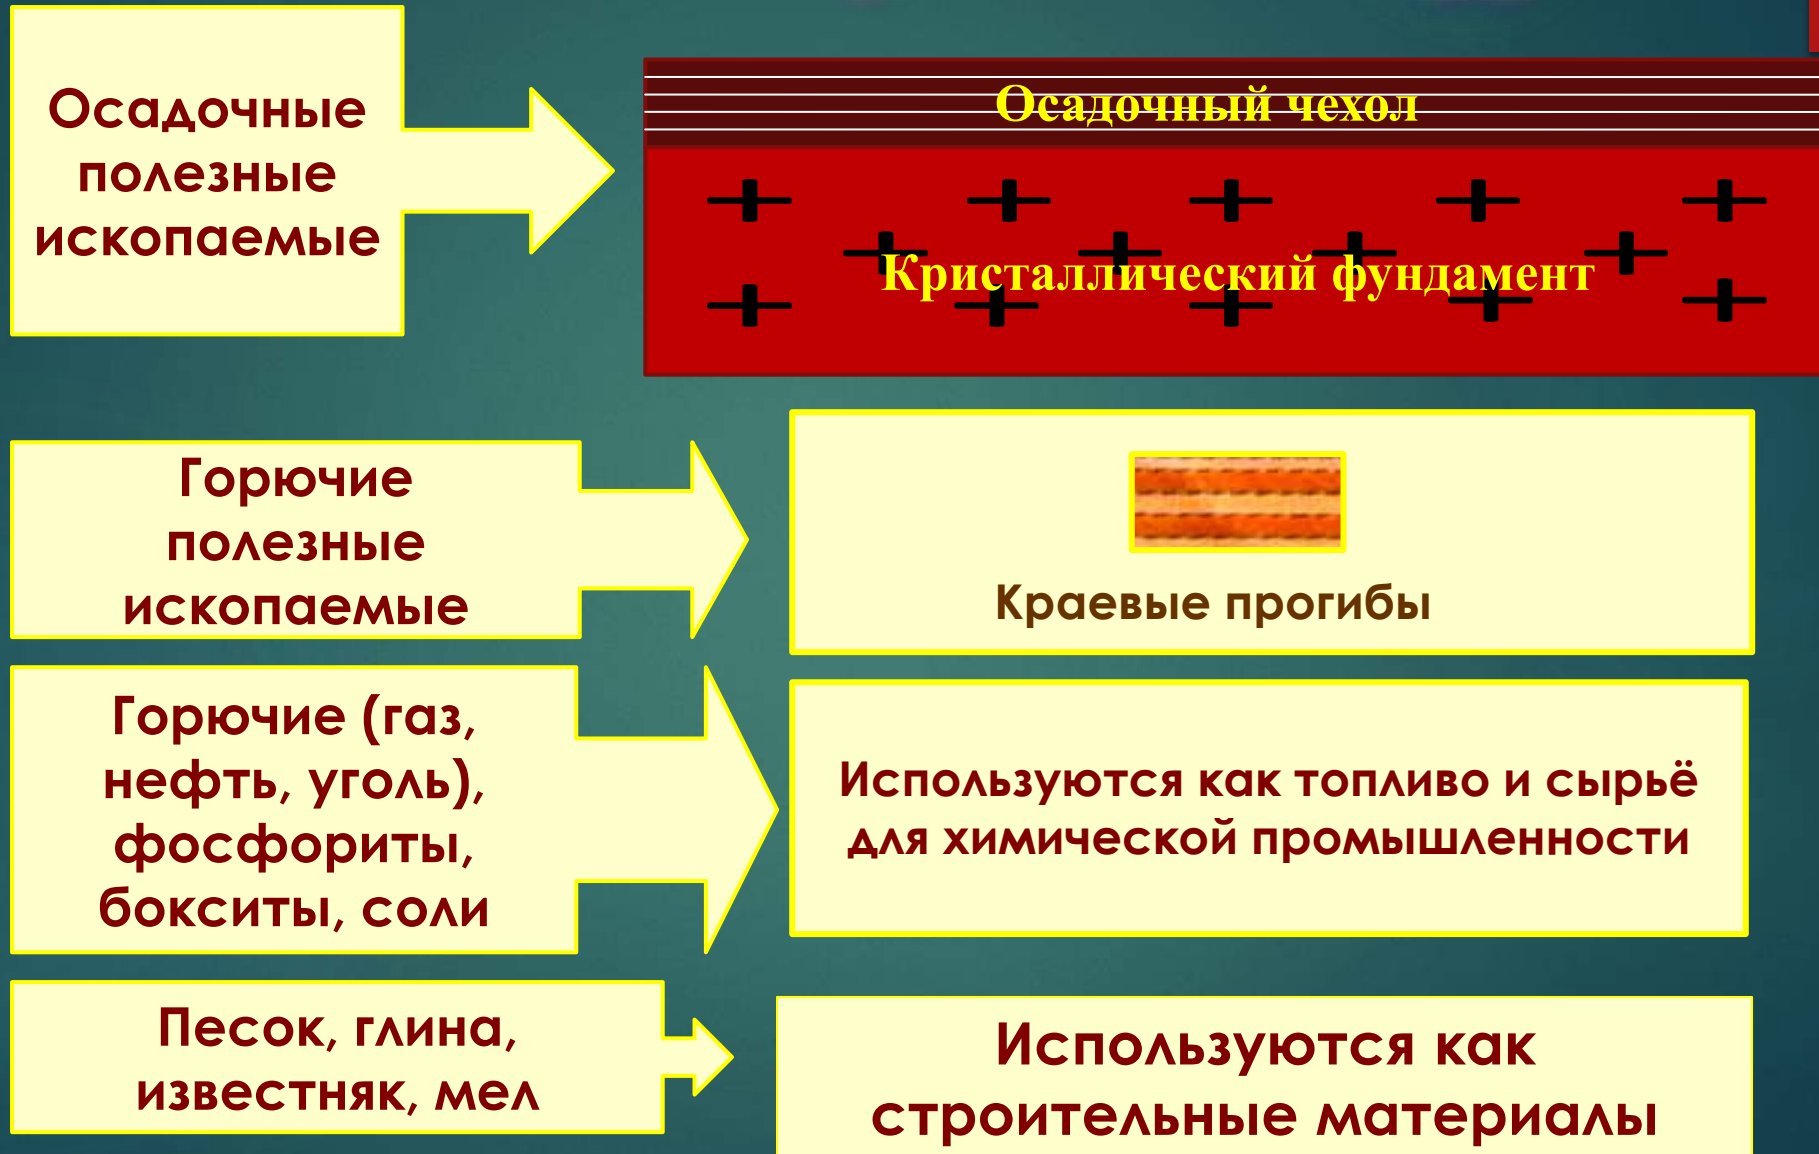 Осадочные
полезные
ископаемые
Осадочный чехол
Кристаллический фундамент
Горючие
полезные
ископаемые
Краевые прогибы
Горючие (газ,
нефть, уголь),
фосфориты,
бокситы, соли
Используются как топливо и сырьё
для химической промышленности
Песок, глина,
известняк, мел
Используются как
строительные материалы